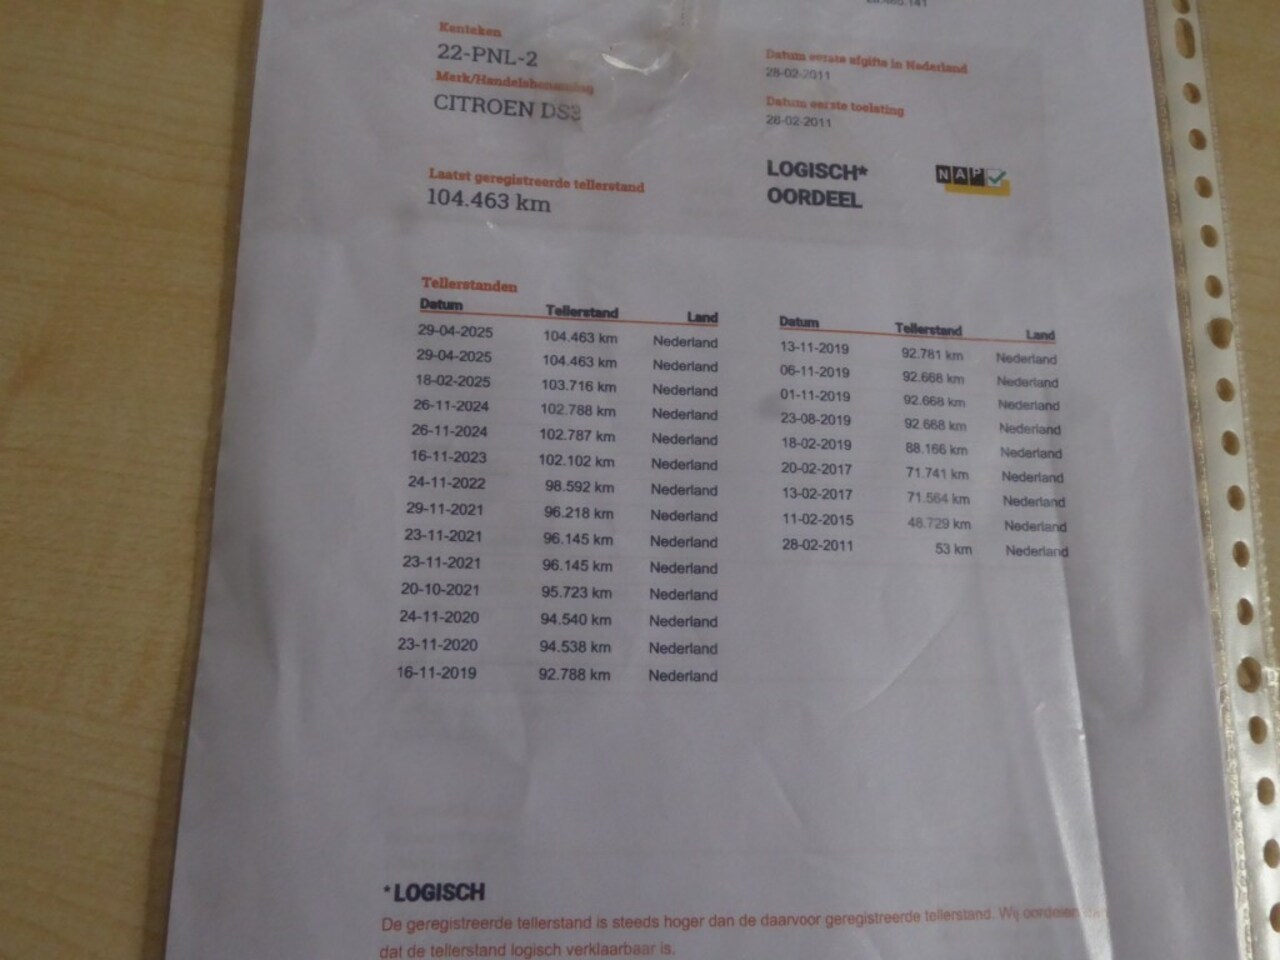 Kenteken
22-PNL-2
Merk/Handelsbenaming
CITROEN DS3
Datum eerste afgifte in Nederland
28-02-2011
Datum eerste toelating
28-02-2011
Laatst geregistreerde tellerstand
104.463 km
LOGISCH*
OORDEEL
NAP
Tellerstanden
Datum Tellerstand Land
29-04-2025 104.463 km Nederland
29-04-2025 104.463 km Nederland
18-02-2025 103.716 km Nederland
26-11-2024 102.788 km Nederland
26-11-2024 102.787 km Nederland
16-11-2023 102.102 km Nederland
24-11-2022 98.592 km Nederland
29-11-2021 96.218 km Nederland
23-11-2021 96.145 km Nederland
23-11-2021 96.145 km Nederland
20-10-2021 95.723 km Nederland
24-11-2020 94.540 km Nederland
23-11-2020 94.538 km Nederland
16-11-2019 92.788 km Nederland
Datum Tellerstand Land
13-11-2019 92.781 km Nederland
06-11-2019 92.668 km Nederland
01-11-2019 92.668 km Nederland
23-08-2019 92.668 km Nederland
18-02-2019 88.166 km Nederland
20-02-2017 71.741 km Nederland
13-02-2017 71.564 km Nederland
11-02-2015 48.729 km Nederland
28-02-2011 53 km Nederland
*LOGISCH
De geregistreerde tellerstand is steeds hoger dan de daarvoor geregistreerde tellerstand. Wij oordelen
dat de tellerstand logisch verklaarbaar is.